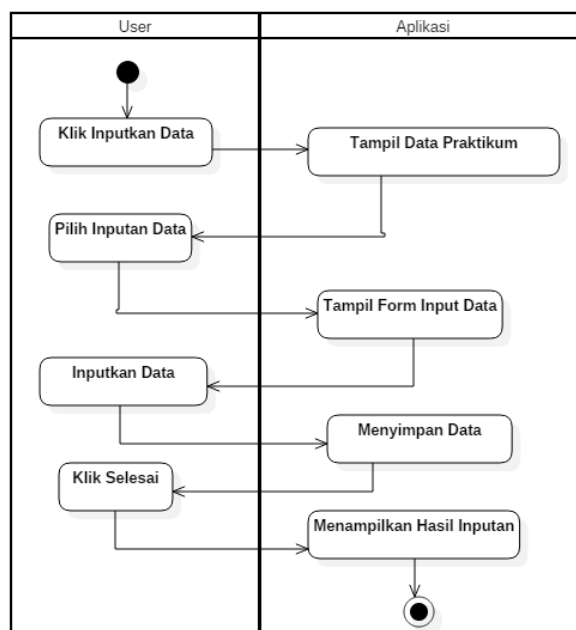 User
Aplikasi
Klik Inputkan Data
Tampil Data Praktikum
Pilih Inputan Data
Tampil Form Input Data
Inputkan Data
Menyimpan Data
Klik Selesai
Menampilkan Hasil Inputan